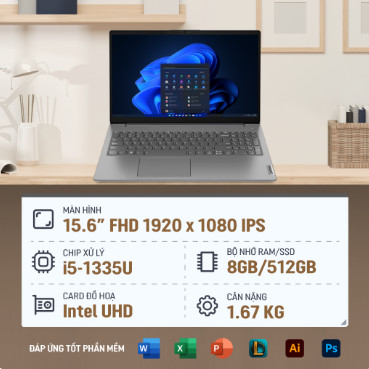 MÀN HÌNH
15.6” FHD 1920 x 1080 IPS
CHIP XỬ LÝ
i5-1335U
BỘ NHỚ RAM/SSD
8GB/512GB
CARD ĐỒ HOẠ
Intel UHD
CÂN NẶNG
1.67 KG
ĐÁP ỨNG TỐT PHẦN MỀM
W
X
P
Ai
Ps